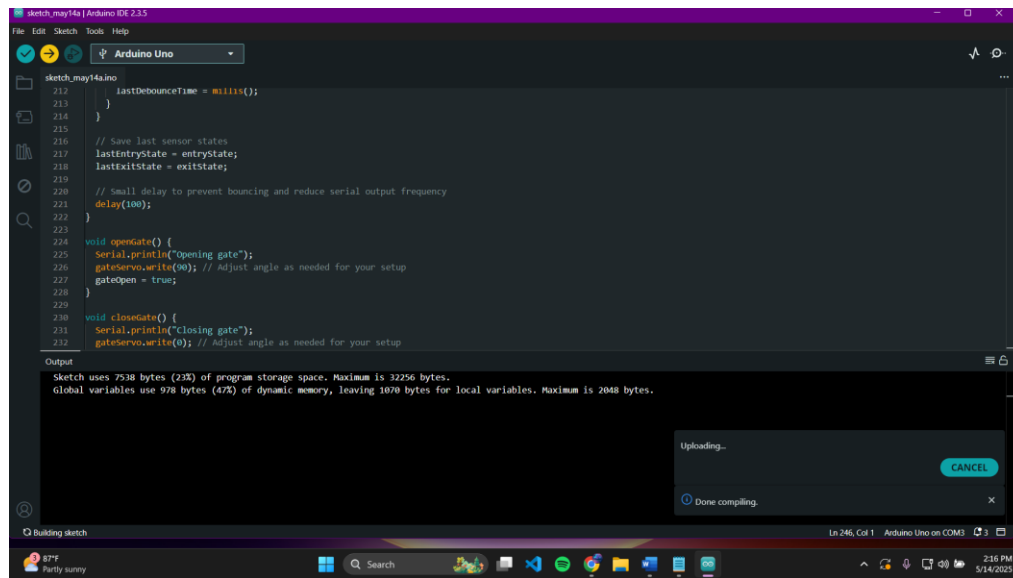 sketch_may14a | Arduino IDE 2.3.5
File Edit Sketch Tools Help
Arduino Uno
sketch_may14a.ino
212 lastDebounceTime = millis();
213 }
214 }
215
216 // Save last sensor states
217 lastEntryState = entryState;
218 lastExitState = exitState;
219
220 // Small delay to prevent bouncing and reduce serial output frequency
221 delay(100);
222 }
223
224 void openGate() {
225 Serial.println("Opening gate");
226 gateServo.write(90); // Adjust angle as needed for your setup
227 gateOpen = true;
228 }
229
230 void closeGate() {
231 Serial.println("Closing gate");
232 gateServo.write(0); // Adjust angle as needed for your setup
Output
Sketch uses 7538 bytes (23%) of program storage space. Maximum is 32256 bytes.
Global variables use 978 bytes (47%) of dynamic memory, leaving 1070 bytes for local variables. Maximum is 2048 bytes.
Uploading...
CANCEL
Done compiling.
Building sketch
Ln 246, Col 1 Arduino Uno on COM3 3
3
87°F
Partly sunny
Search
2:16 PM
5/14/2025